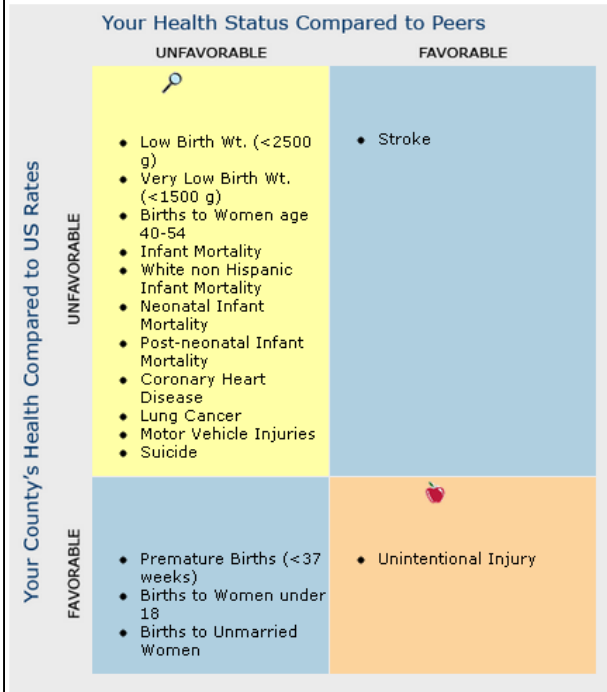 Your Health Status Compared to Peers
UNFAVORABLE
FAVORABLE
Your County's Health Compared to US Rates
UNFAVORABLE
• Low Birth Wt. (<2500
g)
• Very Low Birth Wt.
(<1500 g)
• Births to Women age
40-54
• Infant Mortality
• White non Hispanic
Infant Mortality
• Neonatal Infant
Mortality
• Post-neonatal Infant
Mortality
• Coronary Heart
Disease
• Lung Cancer
• Motor Vehicle Injuries
• Suicide
• Stroke
FAVORABLE
• Premature Births (<37
weeks)
• Births to Women under
18
• Births to Unmarried
Women
• Unintentional Injury